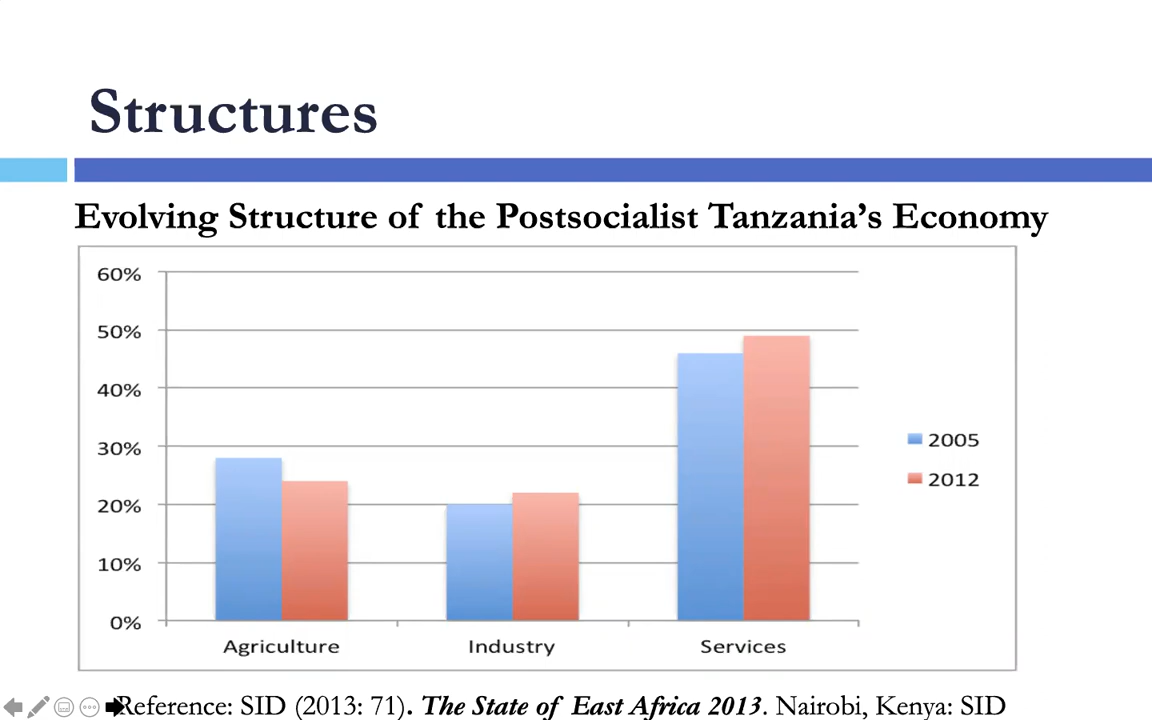 Structures
Evolving Structure of the Postsocialist Tanzania's Economy
60%
50%
40%
30%
20%
10%
0%
Agriculture
Industry
Services
2005
2012
Reference: SID (2013: 71). The State of East Africa 2013. Nairobi, Kenya: SID